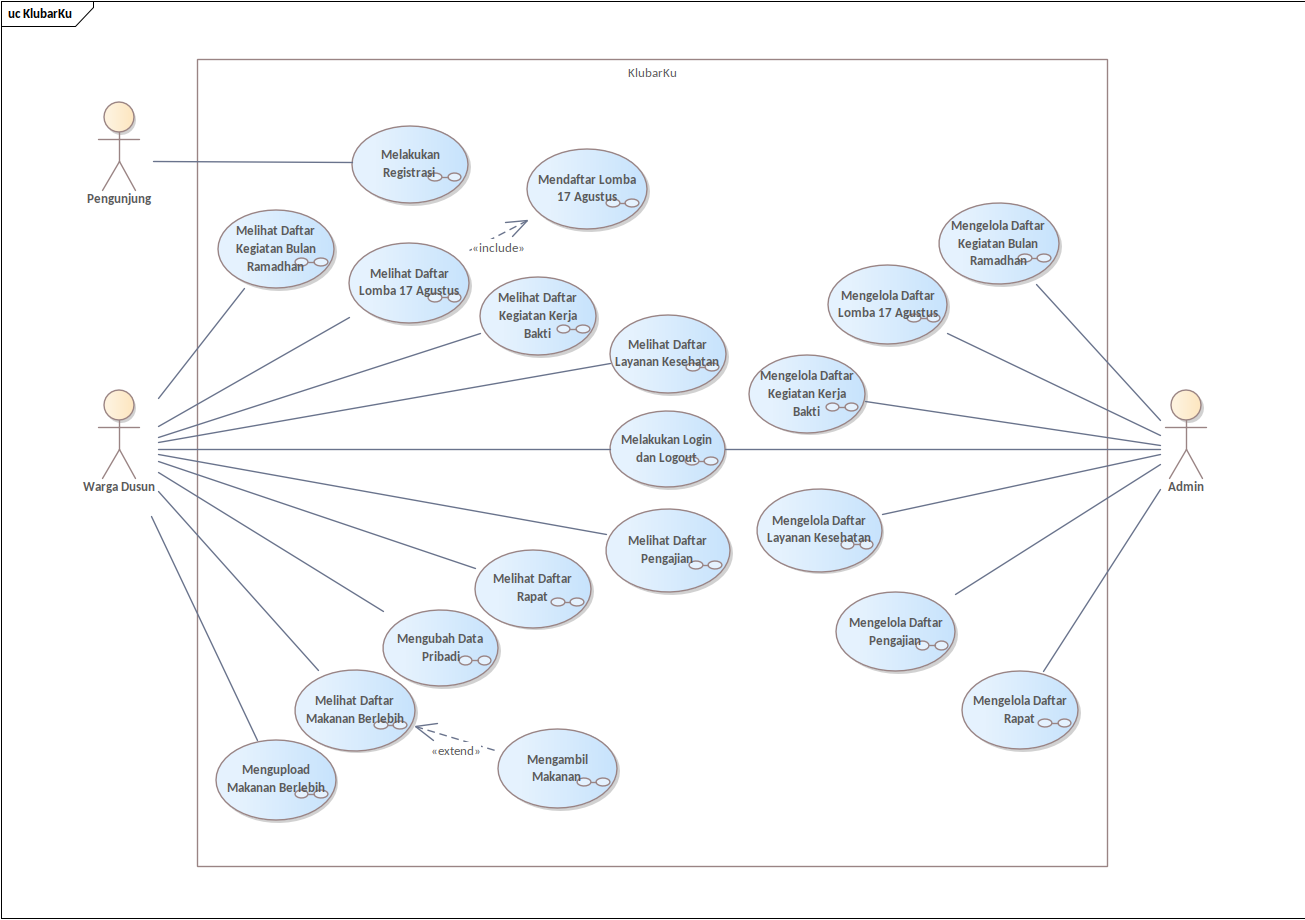 uc KlubarKu
KlubarKu
Pengunjung
Melakukan
Registrasi
Mendaftar Lomba
17 Agustus
«include»
Melihat Daftar
Kegiatan Bulan
Ramadhan
Melihat Daftar
Lomba 17 Agustus
Melihat Daftar
Kegiatan Kerja
Bakti
Melihat Daftar
Layanan Kesehatan
Mengelola Daftar
Kegiatan Bulan
Ramadhan
Mengelola Daftar
Lomba 17 Agustus
Mengelola Daftar
Kegiatan Kerja
Bakti
Melakukan Login
dan Logout
Warga Dusun
Admin
Melihat Daftar
Pengajian
Mengelola Daftar
Layanan Kesehatan
Melihat Daftar
Rapat
Mengelola Daftar
Pengajian
Mengubah Data
Pribadi
Melihat Daftar
Makanan Berlebih
Mengelola Daftar
Rapat
«extend»
Mengambil
Makanan
Mengupload
Makanan Berlebih